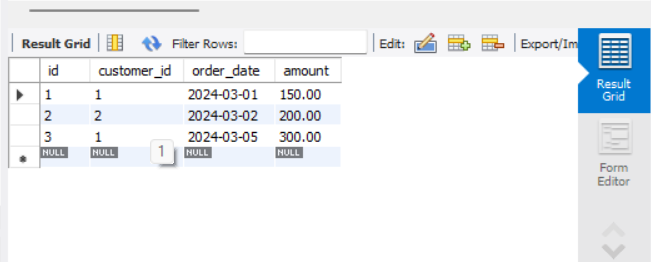 Result Grid Filter Rows: Edit: Export/Im
id customer_id order_date amount
1 1 2024-03-01 150.00
2 2 2024-03-02 200.00
3 1 2024-03-05 300.00
NULL NULL NULL NULL
1
Result
Grid
Form
Editor